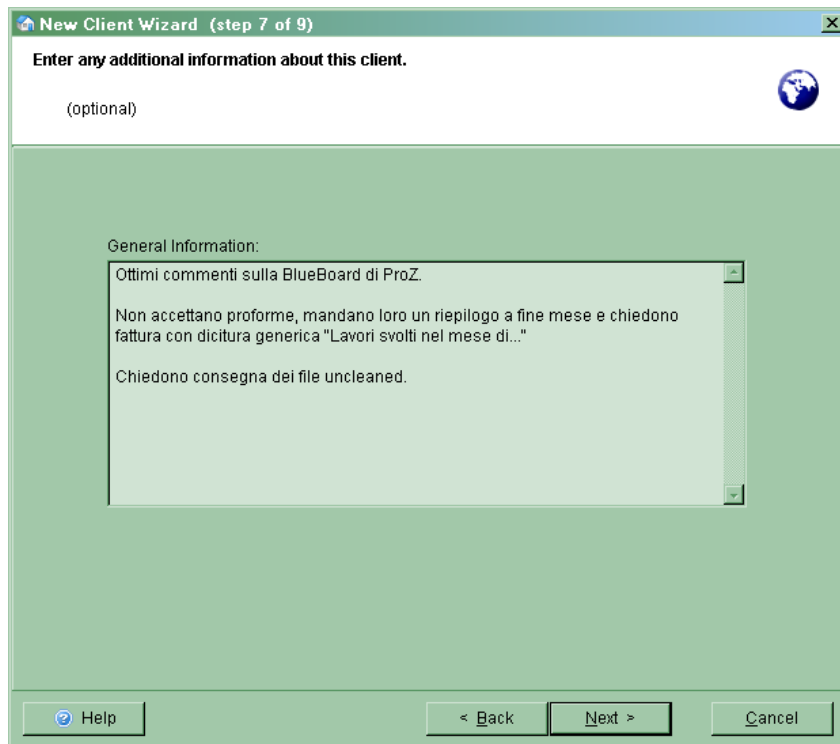 New Client Wizard (step 7 of 9)
Enter any additional information about this client.
(optional)
General Information:
Ottimi commenti sulla BlueBoard di ProZ.
Non accettano proforme, mandano loro un riepilogo a fine mese e chiedono
fattura con dicitura generica "Lavori svolti nel mese di..."
Chiedono consegna dei file uncleaned.
Help
< Back
Next >
Cancel